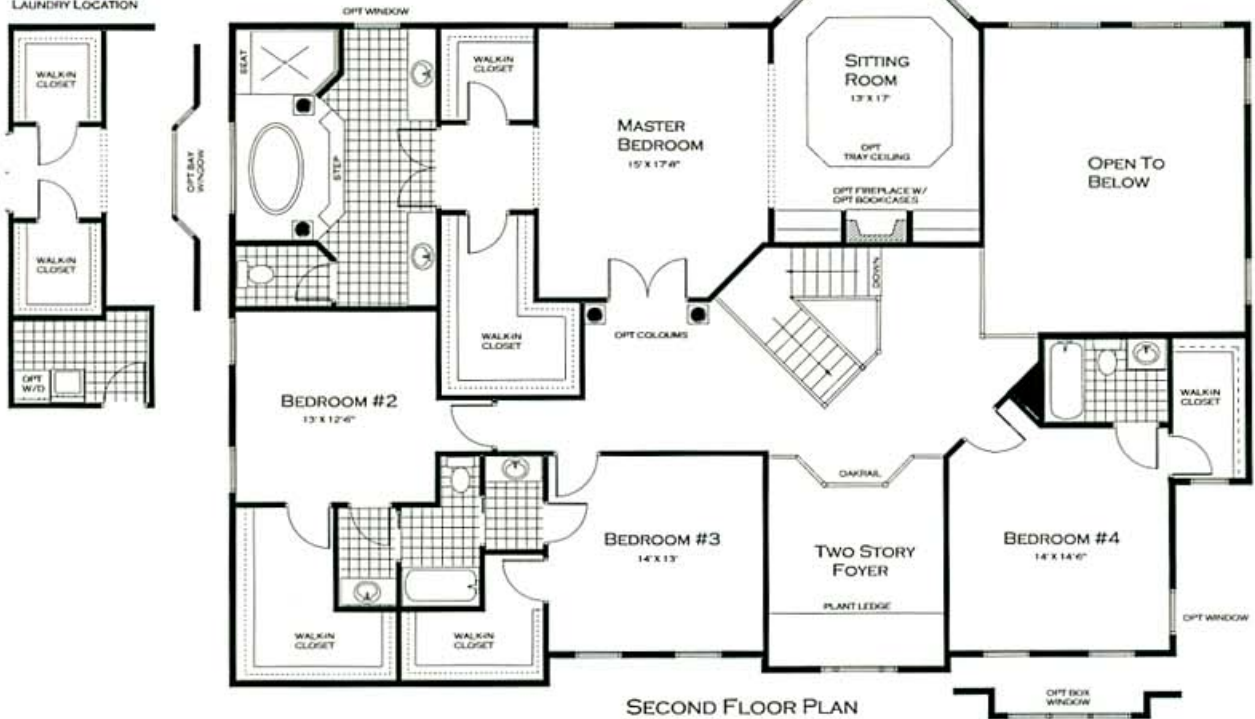 LAUNDRY LOCATION
WALK-IN
CLOSET
WALK-IN
CLOSET
OPT
W/D
OPT BAY
WINDOW
OPT WINDOW
SEAT
STEP
WALK-IN
CLOSET
MASTER
BEDROOM
15' X 17'-8"
SITTING
ROOM
13' X 17'
OPT
TRAY CEILING
OPT FIREPLACE W/
OPT BOOKCASES
OPEN TO
BELOW
DOWN
OPT COLOUMS
WALK-IN
CLOSET
BEDROOM #2
13' X 12'-6"
WALK-IN
CLOSET
OAKRAIL
BEDROOM #3
14' X 13'
TWO STORY
FOYER
PLANT LEDGE
BEDROOM #4
14' X 14'-6"
OPT WINDOW
WALK-IN
CLOSET
WALK-IN
CLOSET
OPT BOX
WINDOW
SECOND FLOOR PLAN